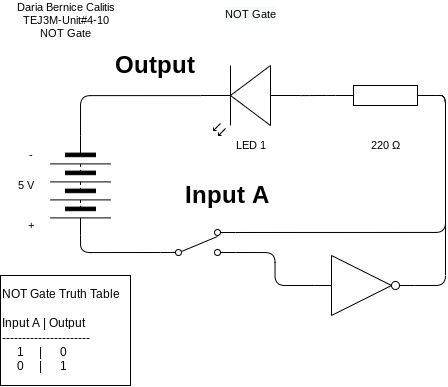 Daria Bernice Calitis
TEJ3M-Unit#4-10
NOT Gate
NOT Gate
Output
LED 1
220 Ω
-
5 V
+
Input A
NOT Gate Truth Table
Input A | Output
----------------------
1 | 0
0 | 1